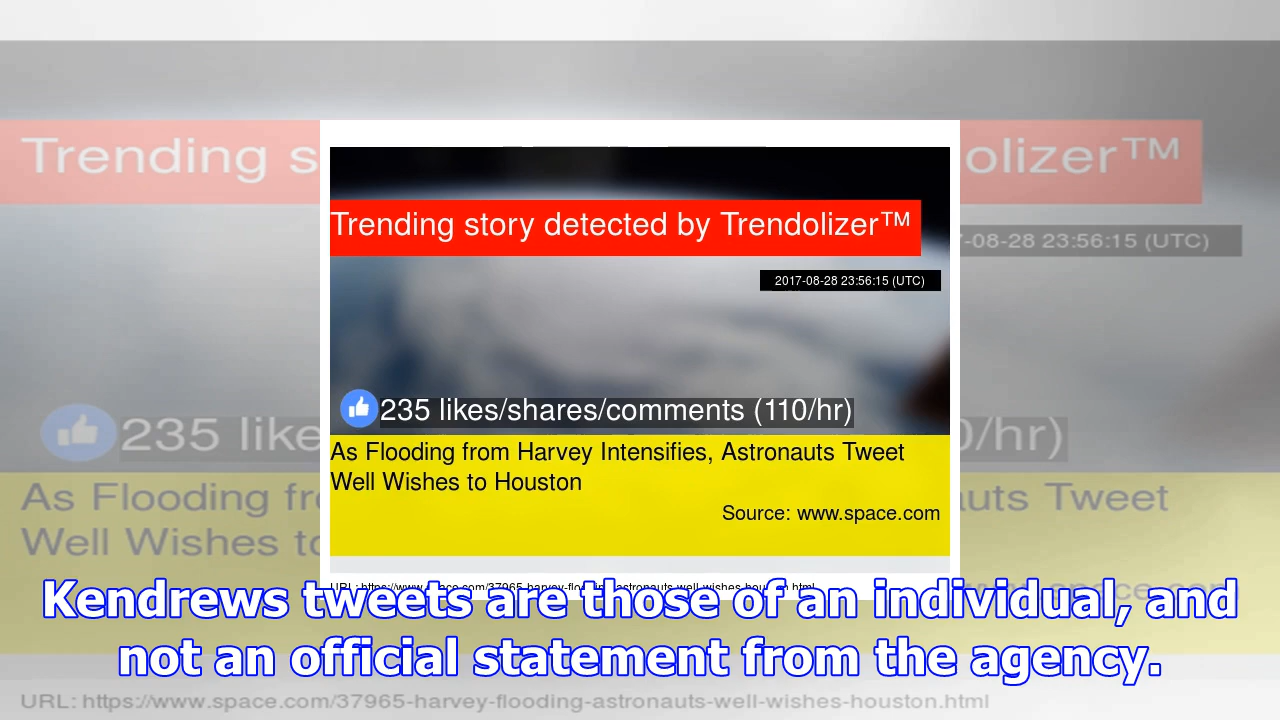 Trending story detected by Trendolizer™
2017-08-28 23:56:15 (UTC)
235 likes/shares/comments (110/hr)
As Flooding from Harvey Intensifies, Astronauts Tweet
Well Wishes to Houston
Source: www.space.com
Kendrews tweets are those of an individual, and
not an official statement from the agency.
URL: https://www.space.com/37965-harvey-flooding-astronauts-well-wishes-houston.html